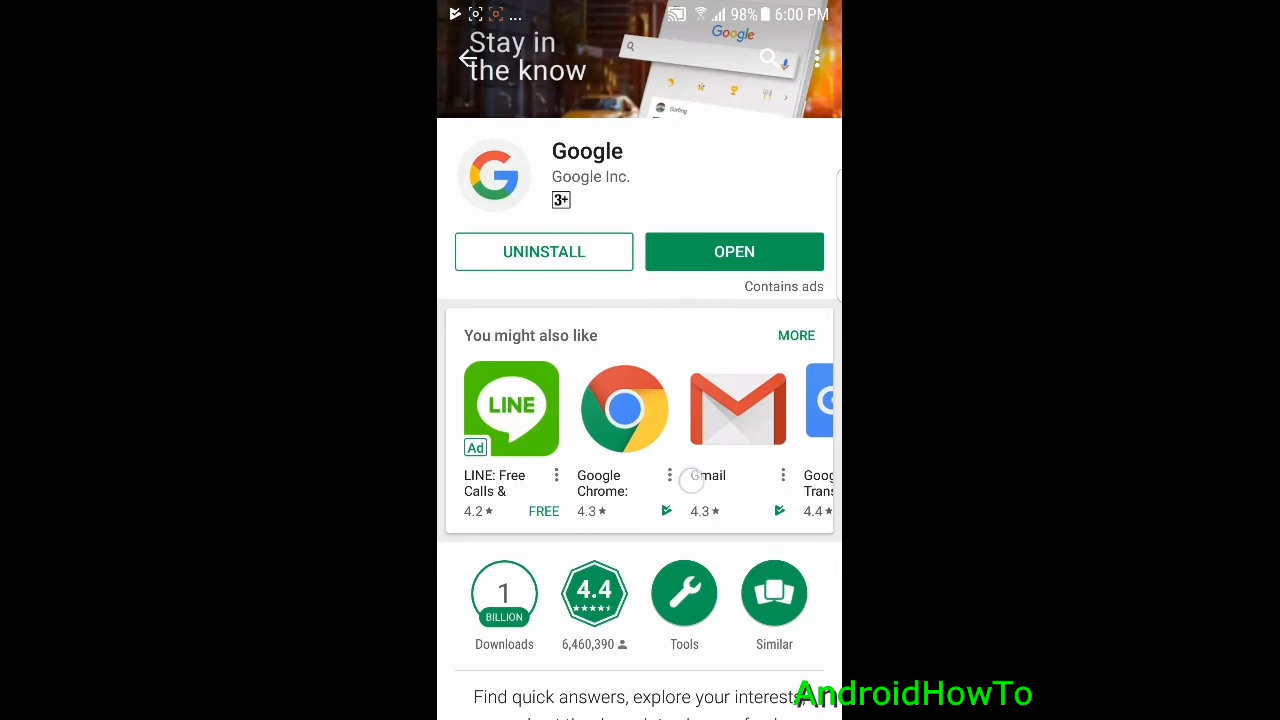 ... 98% 6:00 PM
Stay in
the know
Google
Surfing
Google
Google Inc.
3+
UNINSTALL
OPEN
Contains ads
You might also like
MORE
LINE
Ad
LINE: Free
Calls &
4.2
FREE
Google
Chrome:
4.3
Gmail
4.3
Goog
Trans
4.4
1
BILLION
Downloads
4.4
6,460,390
Tools
Similar
Find quick answers, explore your interests,
AndroidHowTo